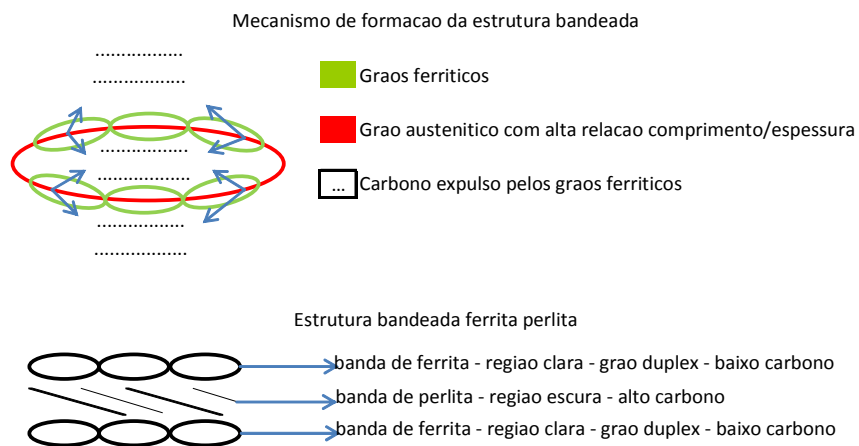 Mecanismo de formacao da estrutura bandeada
Graos ferriticos
Grao austenitico com alta relacao comprimento/espessura
... Carbono expulso pelos graos ferriticos
Estrutura bandeada ferrita perlita
banda de ferrita - regiao clara - grao duplex - baixo carbono
banda de perlita - regiao escura - alto carbono
banda de ferrita - regiao clara - grao duplex - baixo carbono